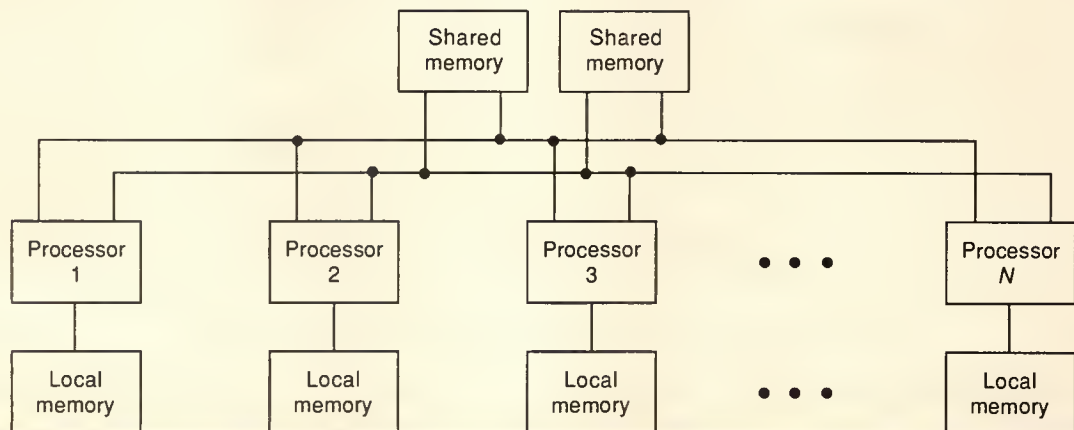 Shared
memory
Shared
memory
Processor
1
Processor
2
Processor
3
Processor
N
Local
memory
Local
memory
Local
memory
Local
memory